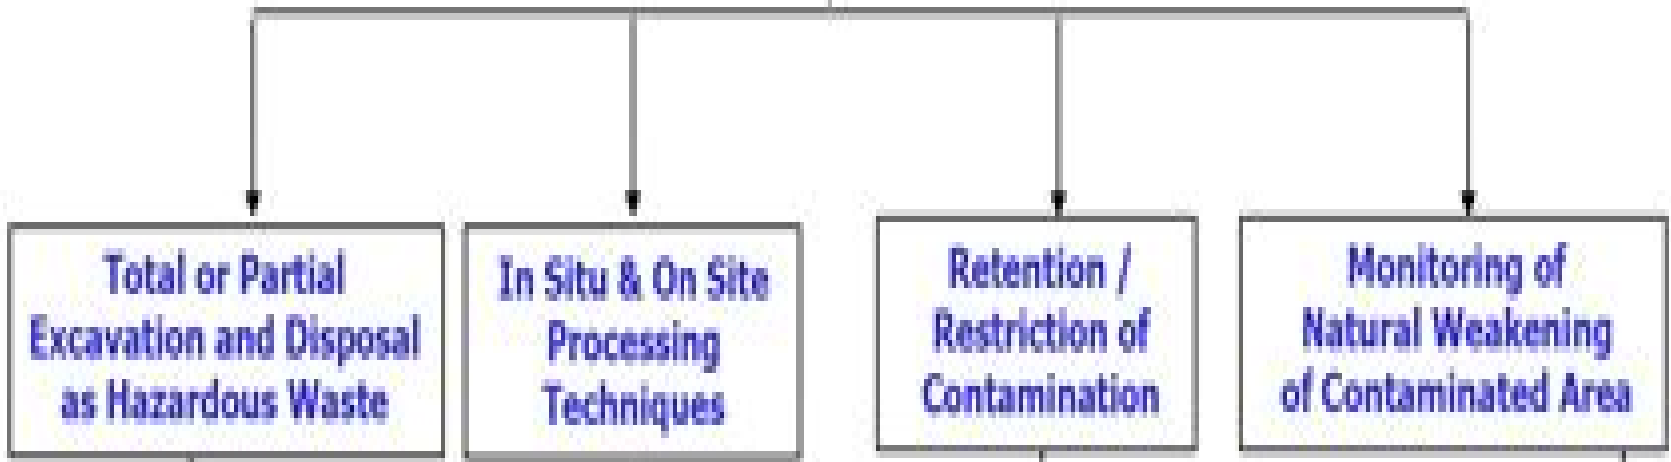 Total or Partial
Excavation and Disposal
as Hazardous Waste
In Situ & On Site
Processing
Techniques
Retention /
Restriction of
Contamination
Monitoring of
Natural Weakening
of Contaminated Area